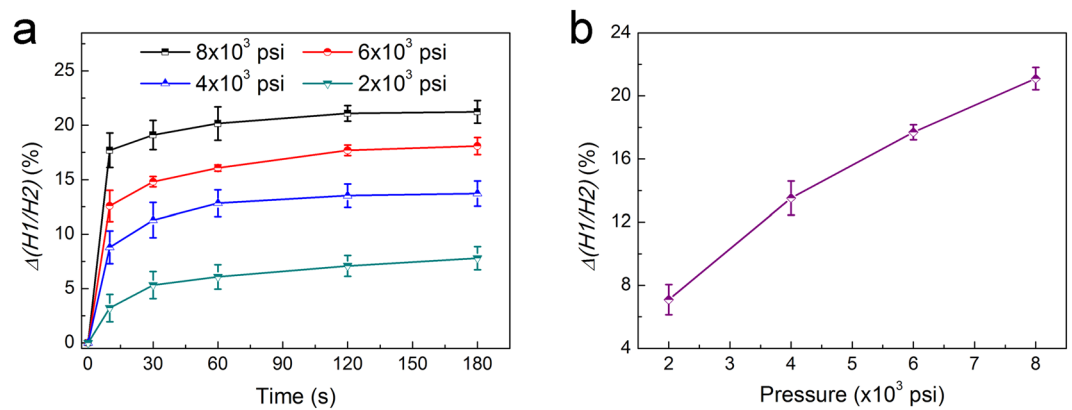 a
8x10³ psi
6x10³ psi
4x10³ psi
2x10³ psi
Δ(H1/H2) (%)
25
20
15
10
5
0
0 30 60 90 120 150 180
Time (s)
b
Δ(H1/H2) (%)
24
20
16
12
8
4
2 3 4 5 6 7 8
Pressure (x10³ psi)